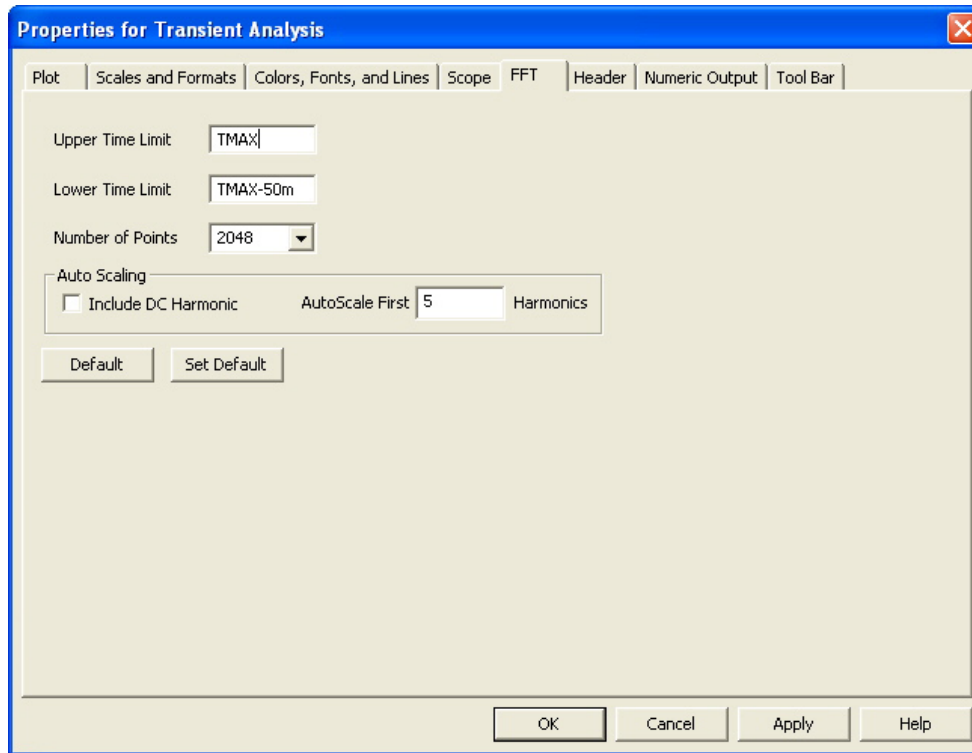 Properties for Transient Analysis
Plot Scales and Formats Colors, Fonts, and Lines Scope FFT Header Numeric Output Tool Bar
Upper Time Limit TMAX
Lower Time Limit TMAX-50m
Number of Points 2048
Auto Scaling
Include DC Harmonic AutoScale First 5 Harmonics
Default Set Default
OK Cancel Apply Help